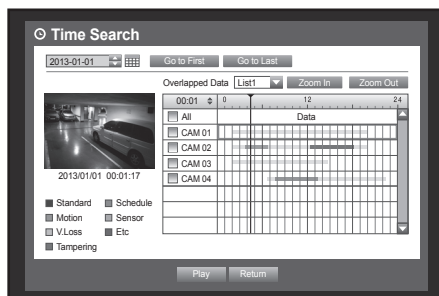 Time Search
2013-01-01
Go to First
Go to Last
Overlapped Data
List1
Zoom In
Zoom Out
00:01
0
12
24
All
Data
CAM 01
CAM 02
CAM 03
CAM 04
2013/01/01 00:01:17
Standard
Schedule
Motion
Sensor
V.Loss
Etc
Tampering
Play
Return